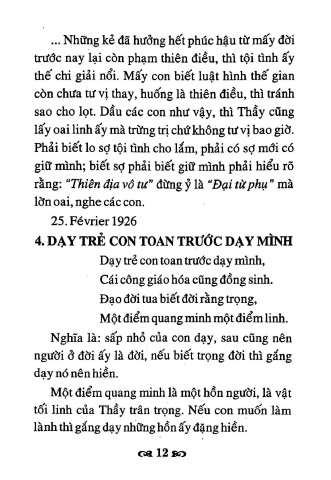 ... Những kẻ đã hưởng hết phúc hậu từ mấy đời
trước nay lại còn phạm thiên điều, thì tội tình ấy
thế chi giải nổi. Mấy con biết luật hình thế gian
còn chưa tư vị thay, huống là thiên điều, thì tránh
sao cho lọt. Dầu các con như vậy, thì Thầy cũng
lấy oai linh ấy mà trừng trị chứ không tư vị bao giờ.
Phải biết lo sợ tội tình cho lắm, phải có sợ mới có
giữ mình; biết sợ phải biết giữ mình phải hiểu rõ
rằng: “Thiên địa vô tư” đừng ỷ là “Đại từ phụ” mà
lờn oai, nghe các con.
25. Février 1926
4. DẠY TRẺ CON TOAN TRƯỚC DẠY MÌNH
Dạy trẻ con toan trước dạy mình,
Cái công giáo hóa cũng đồng sinh.
Đạo đời tua biết đời rằng trọng,
Một điểm quang minh một điểm linh.
Nghĩa là: sấp nhỏ của con dạy, sau cũng nên
người ở đời ấy là đời, nếu biết trọng đời thì gắng
dạy nó nên hiền.
Một điểm quang minh là một hồn người, là vật
tối linh của Thầy trân trọng. Nếu con muốn làm
lành thì gắng dạy những hồn ấy đặng hiền.
12